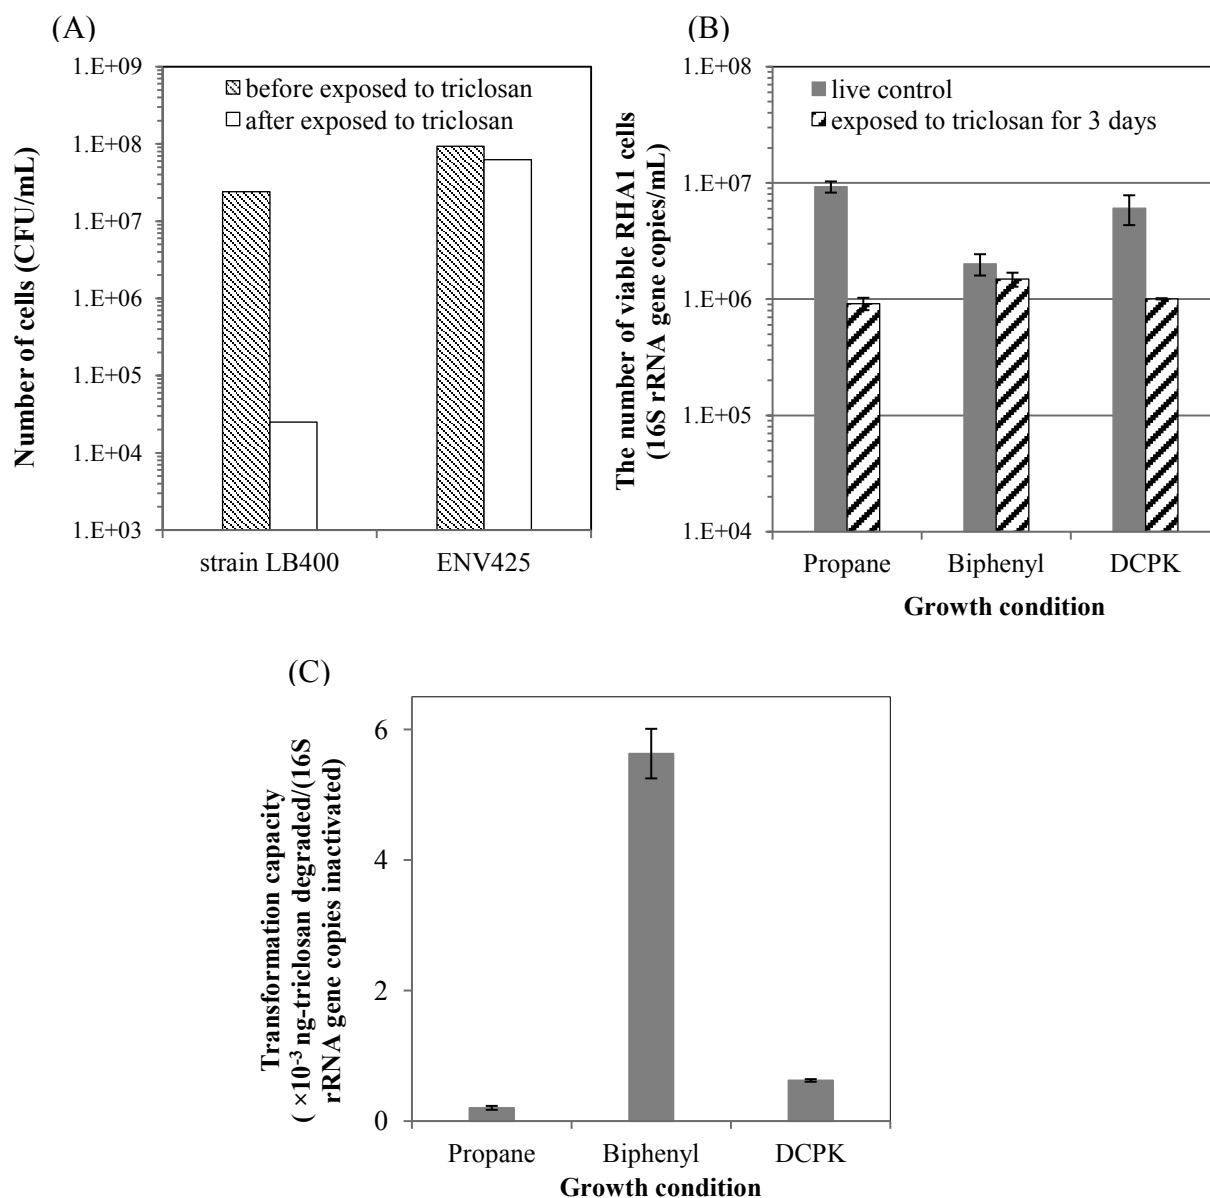 (A)
1.E+09
1.E+08
1.E+07
1.E+06
1.E+05
1.E+04
1.E+03
Number of cells (CFU/mL)
before exposed to triclosan
after exposed to triclosan
strain LB400
ENV425
(B)
1.E+08
1.E+07
1.E+06
1.E+05
1.E+04
The number of viable RHA1 cells
(16S rRNA gene copies/mL)
live control
exposed to triclosan for 3 days
Propane
Biphenyl
DCPK
Growth condition
(C)
6
4
2
0
Transformation capacity
( ×10⁻³ ng-triclosan degraded/(16S
rRNA gene copies inactivated)
Propane
Biphenyl
DCPK
Growth condition